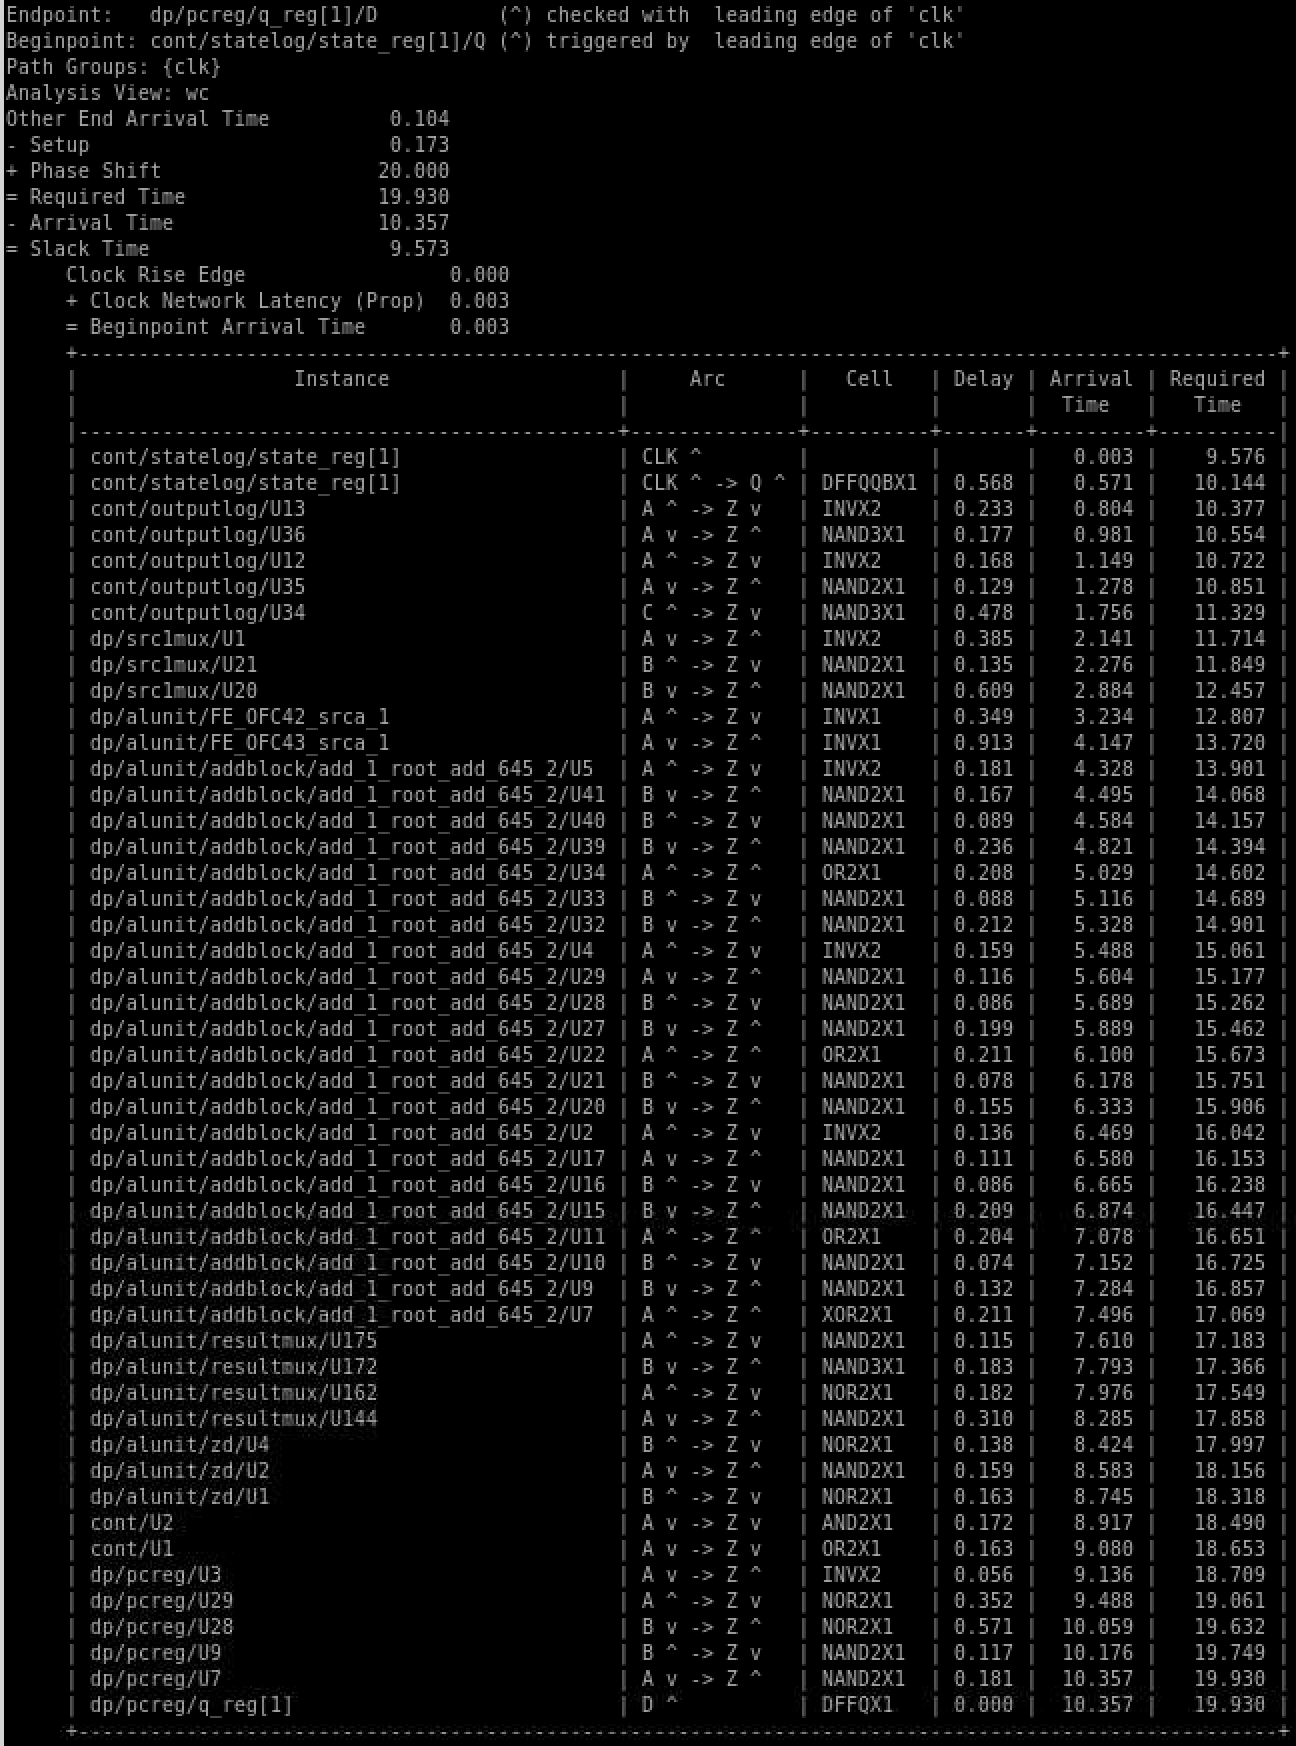 Endpoint:   dp/pcreg/q_reg[1]/D          (^) checked with  leading edge of 'clk'
Beginpoint: cont/statelog/state_reg[1]/Q (^) triggered by  leading edge of 'clk'
Path Groups: {clk}
Analysis View: wc
Other End Arrival Time          0.104
- Setup                         0.173
+ Phase Shift                  20.000
= Required Time                19.930
- Arrival Time                 10.357
= Slack Time                    9.573
     Clock Rise Edge                 0.000
     + Clock Network Latency (Prop)  0.003
     = Beginpoint Arrival Time       0.003
     +----------------------------------------------------------------------------------------------------+
     |                  Instance                   |     Arc      |   Cell   | Delay | Arrival | Required |
     |                                             |              |          |       |  Time   |   Time   |
     |---------------------------------------------+--------------+----------+-------+---------+----------|
     | cont/statelog/state_reg[1]                  | CLK ^        |          |       |   0.003 |    9.576 |
     | cont/statelog/state_reg[1]                  | CLK ^ -> Q ^ | DFFQQBX1 | 0.568 |   0.571 |   10.144 |
     | cont/outputlog/U13                          | A ^ -> Z v   | INVX2    | 0.233 |   0.804 |   10.377 |
     | cont/outputlog/U36                          | A v -> Z ^   | NAND3X1  | 0.177 |   0.981 |   10.554 |
     | cont/outputlog/U12                          | A ^ -> Z v   | INVX2    | 0.168 |   1.149 |   10.722 |
     | cont/outputlog/U35                          | A v -> Z ^   | NAND2X1  | 0.129 |   1.278 |   10.851 |
     | cont/outputlog/U34                          | C ^ -> Z v   | NAND3X1  | 0.478 |   1.756 |   11.329 |
     | dp/src1mux/U1                               | A v -> Z ^   | INVX2    | 0.385 |   2.141 |   11.714 |
     | dp/src1mux/U21                              | B ^ -> Z v   | NAND2X1  | 0.135 |   2.276 |   11.849 |
     | dp/src1mux/U20                              | B v -> Z ^   | NAND2X1  | 0.609 |   2.884 |   12.457 |
     | dp/alunit/FE_OFC42_srca_1                   | A ^ -> Z v   | INVX1    | 0.349 |   3.234 |   12.807 |
     | dp/alunit/FE_OFC43_srca_1                   | A v -> Z ^   | INVX1    | 0.913 |   4.147 |   13.720 |
     | dp/alunit/addblock/add_1_root_add_645_2/U5  | A ^ -> Z v   | INVX2    | 0.181 |   4.328 |   13.901 |
     | dp/alunit/addblock/add_1_root_add_645_2/U41 | B v -> Z ^   | NAND2X1  | 0.167 |   4.495 |   14.068 |
     | dp/alunit/addblock/add_1_root_add_645_2/U40 | B ^ -> Z v   | NAND2X1  | 0.089 |   4.584 |   14.157 |
     | dp/alunit/addblock/add_1_root_add_645_2/U39 | B v -> Z ^   | NAND2X1  | 0.236 |   4.821 |   14.394 |
     | dp/alunit/addblock/add_1_root_add_645_2/U34 | A ^ -> Z ^   | OR2X1    | 0.208 |   5.029 |   14.602 |
     | dp/alunit/addblock/add_1_root_add_645_2/U33 | B ^ -> Z v   | NAND2X1  | 0.088 |   5.116 |   14.689 |
     | dp/alunit/addblock/add_1_root_add_645_2/U32 | B v -> Z ^   | NAND2X1  | 0.212 |   5.328 |   14.901 |
     | dp/alunit/addblock/add_1_root_add_645_2/U4  | A ^ -> Z v   | INVX2    | 0.159 |   5.488 |   15.061 |
     | dp/alunit/addblock/add_1_root_add_645_2/U29 | A v -> Z ^   | NAND2X1  | 0.116 |   5.604 |   15.177 |
     | dp/alunit/addblock/add_1_root_add_645_2/U28 | B ^ -> Z v   | NAND2X1  | 0.086 |   5.689 |   15.262 |
     | dp/alunit/addblock/add_1_root_add_645_2/U27 | B v -> Z ^   | NAND2X1  | 0.199 |   5.889 |   15.462 |
     | dp/alunit/addblock/add_1_root_add_645_2/U22 | A ^ -> Z ^   | OR2X1    | 0.211 |   6.100 |   15.673 |
     | dp/alunit/addblock/add_1_root_add_645_2/U21 | B ^ -> Z v   | NAND2X1  | 0.078 |   6.178 |   15.751 |
     | dp/alunit/addblock/add_1_root_add_645_2/U20 | B v -> Z ^   | NAND2X1  | 0.155 |   6.333 |   15.906 |
     | dp/alunit/addblock/add_1_root_add_645_2/U2  | A ^ -> Z v   | INVX2    | 0.136 |   6.469 |   16.042 |
     | dp/alunit/addblock/add_1_root_add_645_2/U17 | A v -> Z ^   | NAND2X1  | 0.111 |   6.580 |   16.153 |
     | dp/alunit/addblock/add_1_root_add_645_2/U16 | B ^ -> Z v   | NAND2X1  | 0.086 |   6.665 |   16.238 |
     | dp/alunit/addblock/add_1_root_add_645_2/U15 | B v -> Z ^   | NAND2X1  | 0.209 |   6.874 |   16.447 |
     | dp/alunit/addblock/add_1_root_add_645_2/U11 | A ^ -> Z ^   | OR2X1    | 0.204 |   7.078 |   16.651 |
     | dp/alunit/addblock/add_1_root_add_645_2/U10 | B ^ -> Z v   | NAND2X1  | 0.074 |   7.152 |   16.725 |
     | dp/alunit/addblock/add_1_root_add_645_2/U9  | B v -> Z ^   | NAND2X1  | 0.132 |   7.284 |   16.857 |
     | dp/alunit/addblock/add_1_root_add_645_2/U7  | A ^ -> Z ^   | XOR2X1   | 0.211 |   7.496 |   17.069 |
     | dp/alunit/resultmux/U175                    | A ^ -> Z v   | NAND2X1  | 0.115 |   7.610 |   17.183 |
     | dp/alunit/resultmux/U172                    | B v -> Z ^   | NAND3X1  | 0.183 |   7.793 |   17.366 |
     | dp/alunit/resultmux/U162                    | A ^ -> Z v   | NOR2X1   | 0.182 |   7.976 |   17.549 |
     | dp/alunit/resultmux/U144                    | A v -> Z ^   | NAND2X1  | 0.310 |   8.285 |   17.858 |
     | dp/alunit/zd/U4                             | B ^ -> Z v   | NOR2X1   | 0.138 |   8.424 |   17.997 |
     | dp/alunit/zd/U2                             | A v -> Z ^   | NAND2X1  | 0.159 |   8.583 |   18.156 |
     | dp/alunit/zd/U1                             | B ^ -> Z v   | NOR2X1   | 0.163 |   8.745 |   18.318 |
     | cont/U2                                     | A v -> Z v   | AND2X1   | 0.172 |   8.917 |   18.490 |
     | cont/U1                                     | A v -> Z v   | OR2X1    | 0.163 |   9.080 |   18.653 |
     | dp/pcreg/U3                                 | A v -> Z ^   | INVX2    | 0.056 |   9.136 |   18.709 |
     | dp/pcreg/U29                                | A ^ -> Z v   | NOR2X1   | 0.352 |   9.488 |   19.061 |
     | dp/pcreg/U28                                | B v -> Z ^   | NOR2X1   | 0.571 |  10.059 |   19.632 |
     | dp/pcreg/U9                                 | B ^ -> Z v   | NAND2X1  | 0.117 |  10.176 |   19.749 |
     | dp/pcreg/U7                                 | A v -> Z ^   | NAND2X1  | 0.181 |  10.357 |   19.930 |
     | dp/pcreg/q_reg[1]                           | D ^          | DFFQX1   | 0.000 |  10.357 |   19.930 |
     +----------------------------------------------------------------------------------------------------+